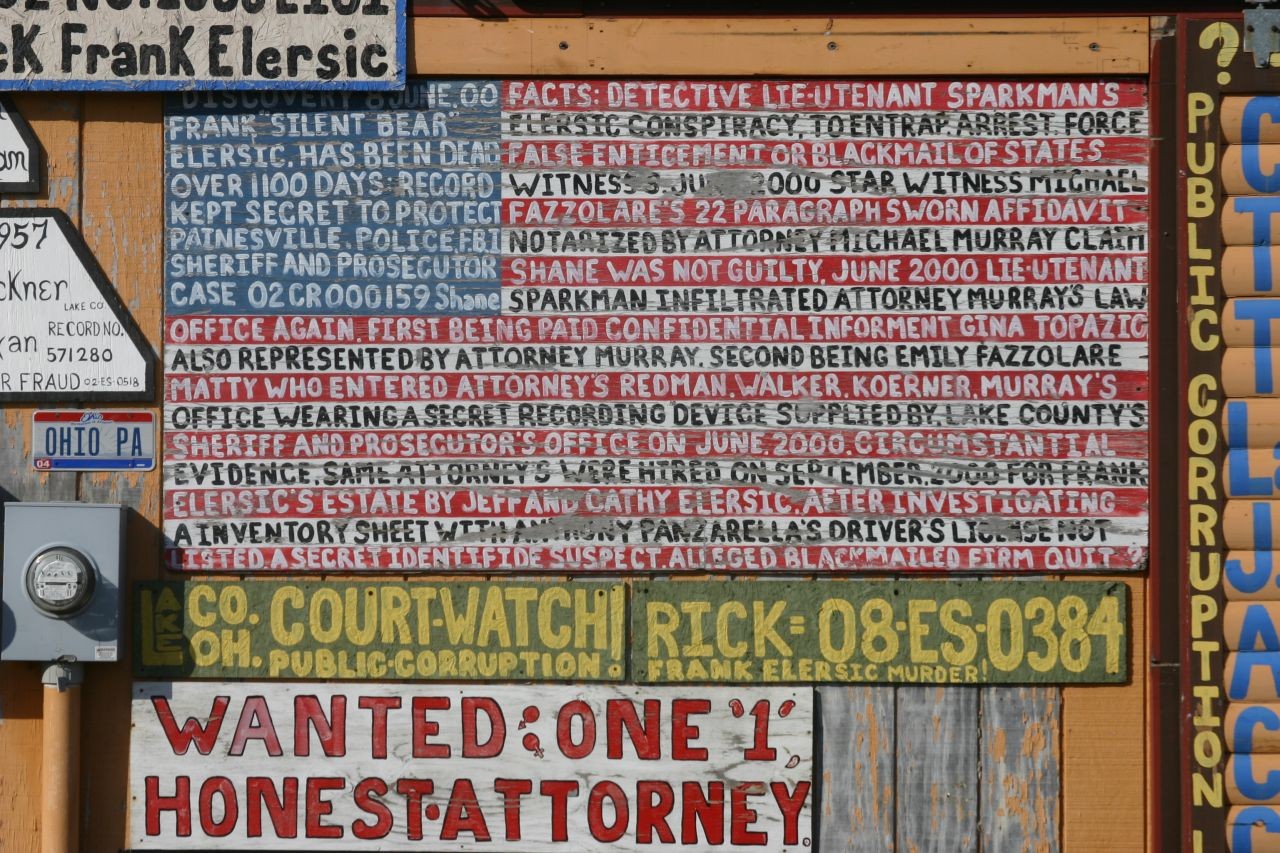 ck Frank Elersic
957
ckner
LAKE CO.
RECORD NO.
571280
R FRAUD 02-ES-0518
OHIO PA
04
DISCOVERY 8 JUNE, 00
FRANK "SILENT BEAR"
ELERSIC, HAS BEEN DEAD
OVER 1100 DAYS, RECORD
KEPT SECRET TO PROTECT
PAINESVILLE, POLICE, F.B.I
SHERIFF AND PROSECUTOR
CASE 02 CR 000159 Shane
FACTS: DETECTIVE LIE-UTENANT SPARKMAN'S
ELERSIC CONSPIRACY, TO ENTRAP, ARREST, FORCE
FALSE ENTICEMENT OR BLACKMAIL OF STATES
2000 STAR WITNESS MICHAEL
FAZZOLARE'S 22 PARAGRAPH SWORN AFFIDAVIT
NOTARIZED BY ATTORNEY MICHAEL MURRAY CLAIM
SHANE WAS NOT GUILTY, JUNE 2000 LIE-UTENANT
SPARKMAN INFILTRATED ATTORNEY MURRAY'S LAW
OFFICE AGAIN, FIRST BEING PAID CONFIDENTIAL INFORMENT GINA TOPAZIC
ALSO REPRESENTED BY ATTORNEY MURRAY, SECOND BEING EMILY FAZZOLARE
MATTY WHO ENTERED ATTORNEY'S REDMAN, WALKER, KOERNER, MURRAY'S
OFFICE WEARING A SECRET RECORDING DEVICE SUPPLIED BY, LAKE COUNTY'S
SHERIFF AND PROSECUTOR'S OFFICE ON JUNE, 2000. CIRCUMSTANTIAL
EVIDENCE, SAME ATTORNEY'S WERE HIRED ON SEPTEMBER, 2000 FOR FRANK
ELERSIC'S ESTATE BY JEFF AND CATHY ELERSIC, AFTER INVESTIGATING
A INVENTORY SHEET WITH PANZARELLA'S DRIVER'S LICENSE NOT
LISTED A SECRET IDENTIFIDE SUSPECT, ALLEGED BLACKMAILED FIRM QUIT.?
LAKE CO. OH. COURT-WATCH!
PUBLIC-CORRUPTION.!
RICK=08-ES-0384
FRANK ELERSIC MURDER!
WANTED: ONE '1',
HONEST-ATTORNEY.
? PUBLIC CORRUPTION